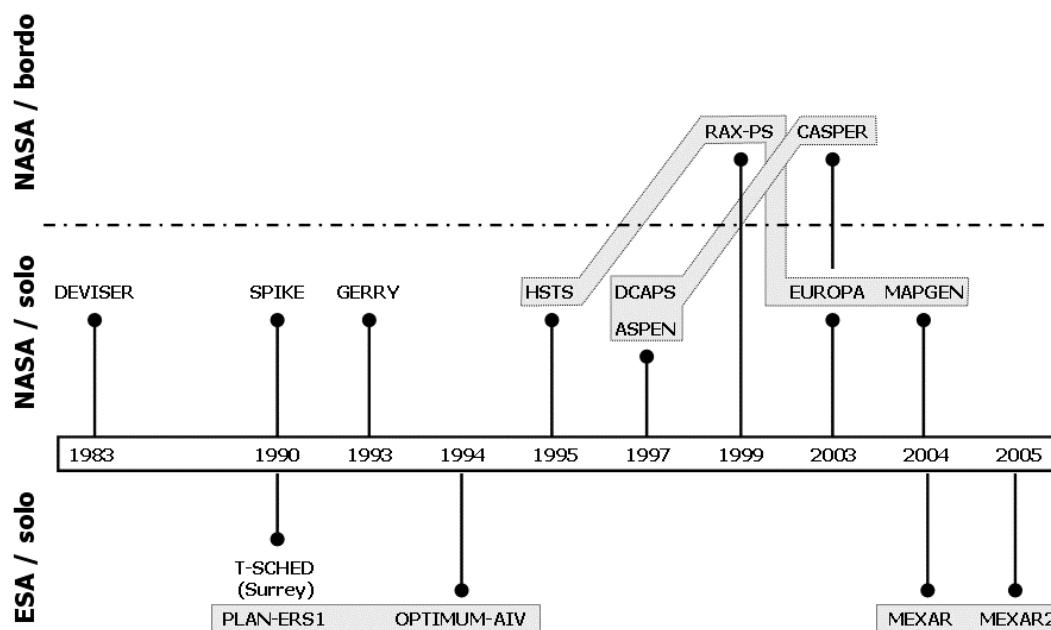 NASA / bordo
RAX-PS CASPER
NASA / solo
DEVISER SPIKE GERRY HSTS DCAPS EUROPA MAPGEN
ASPEN
1983 1990 1993 1994 1995 1997 1999 2003 2004 2005
ESA / solo
T-SCHED
(Surrey)
PLAN-ERS1 OPTIMUM-AIV MEXAR MEXAR2